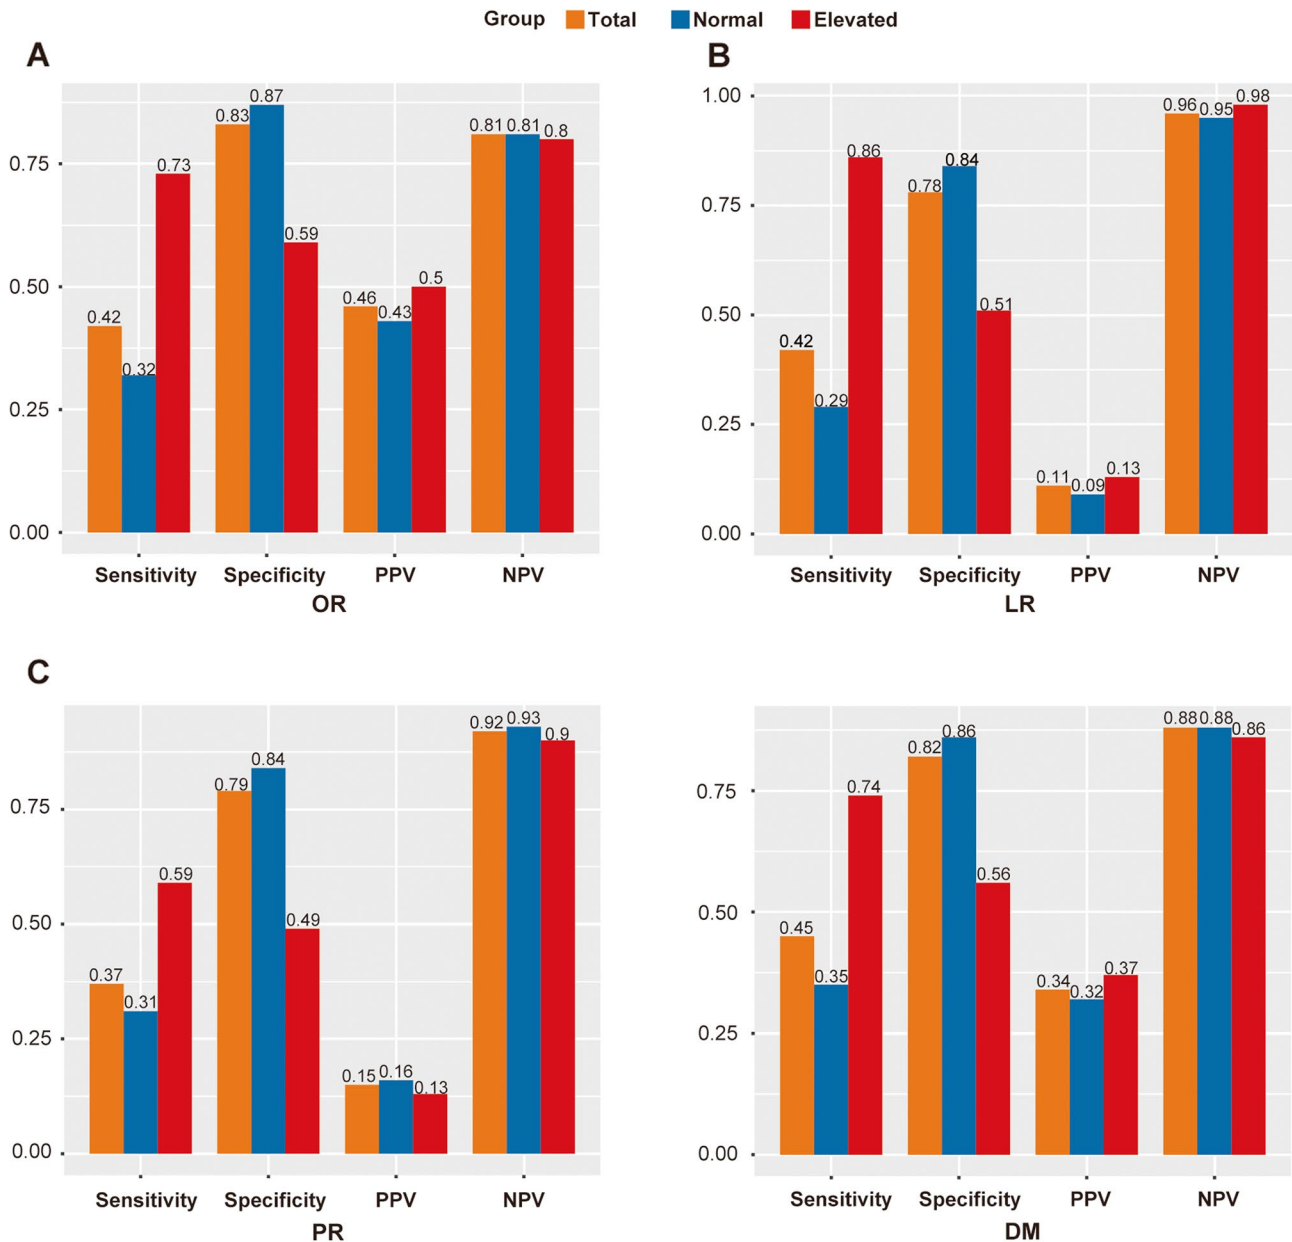 Group Total Normal Elevated
A
0.87
0.83
0.81 0.81 0.8
0.75
0.73
0.59
0.50
0.5
0.46
0.43
0.42
0.32
0.25
0.00
Sensitivity Specificity PPV NPV
OR
B
1.00
0.96 0.95 0.98
0.86
0.84
0.78
0.75
0.51
0.50
0.42
0.29
0.25
0.11 0.09 0.13
0.00
Sensitivity Specificity PPV NPV
LR
C
0.92 0.93 0.9
0.84
0.79
0.75
0.59
0.50
0.49
0.37
0.31
0.25
0.15 0.16 0.13
0.00
Sensitivity Specificity PPV NPV
PR
0.88 0.88 0.86
0.86
0.82
0.75
0.74
0.56
0.50
0.45
0.35
0.34 0.32 0.37
0.25
0.00
Sensitivity Specificity PPV NPV
DM